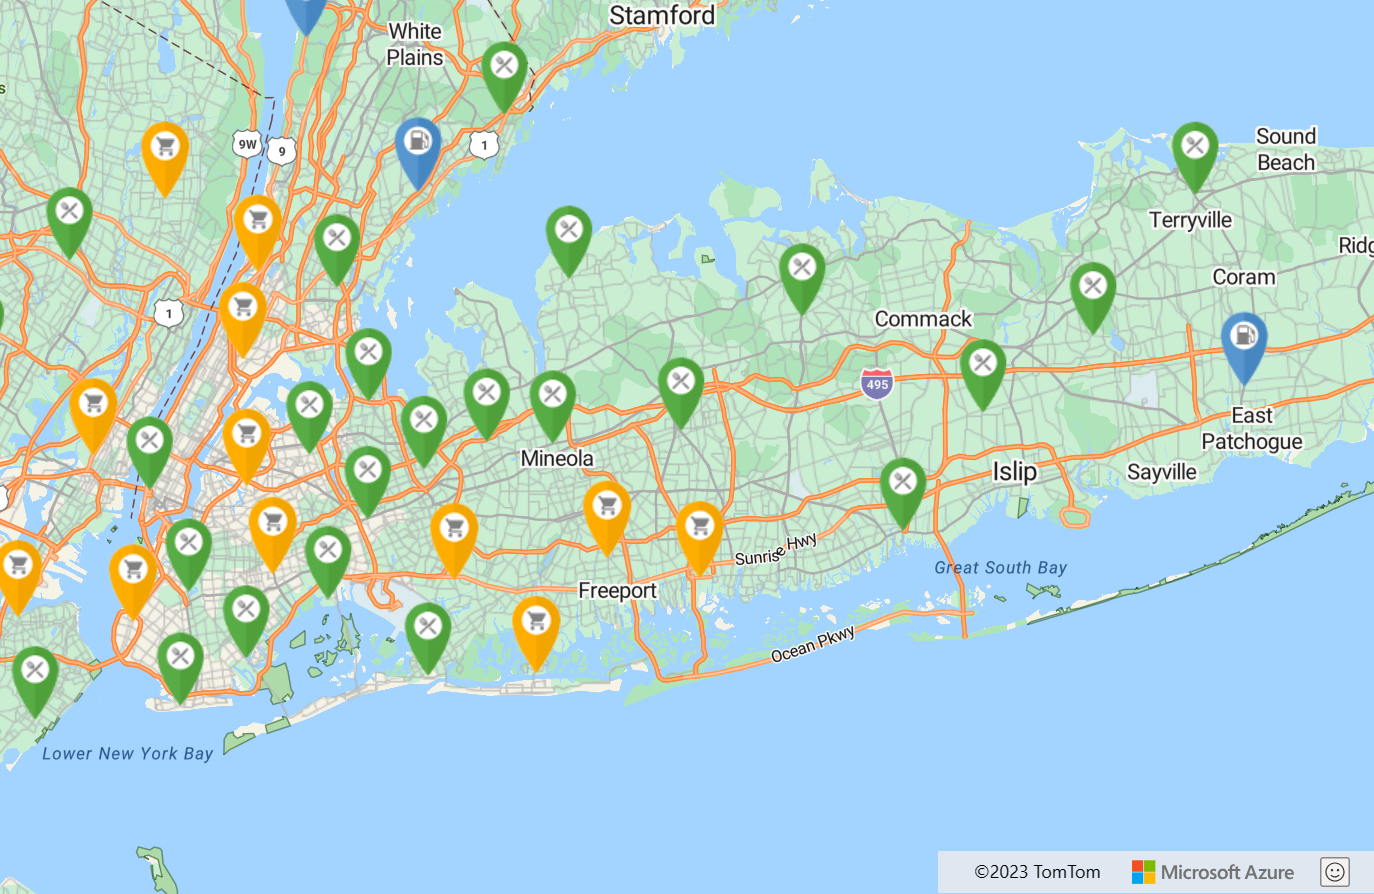 Stamford
White
Plains
9W
9
1
Sound
Beach
Terryville
Coram
1
Commack
495
East
Patchogue
Mineola
Islip
Sayville
Sunrise Hwy
Great South Bay
Freeport
Ocean Pkwy
Lower New York Bay
©2023 TomTom
Microsoft Azure